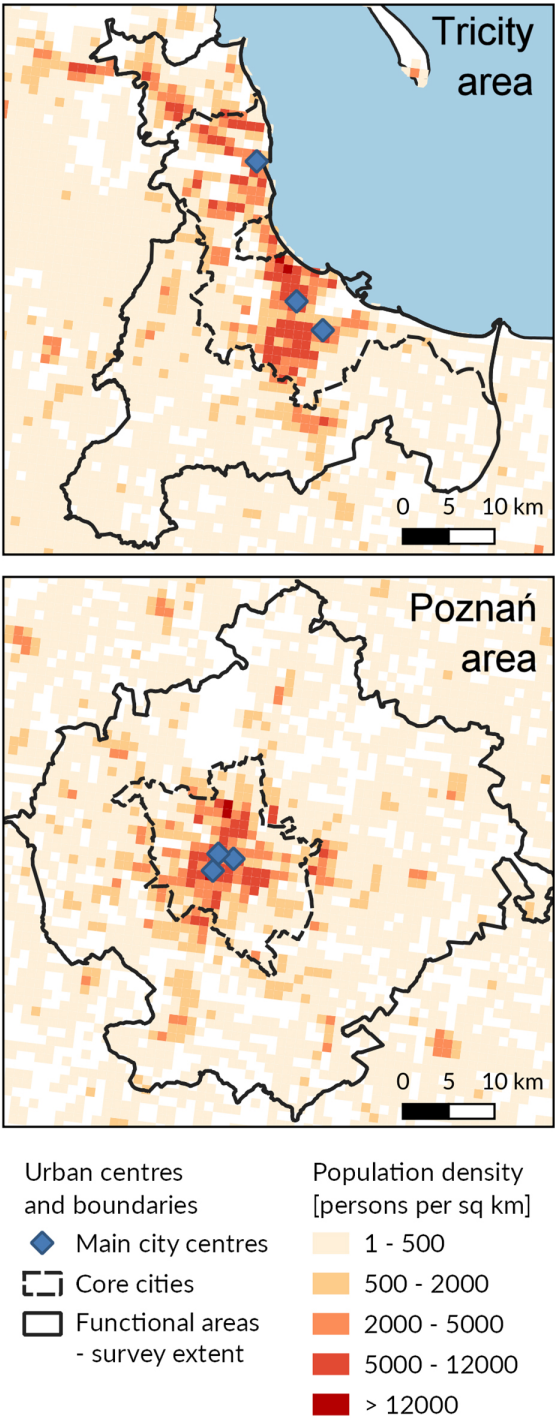 Tricity
area
0 5 10 km
Poznań
area
0 5 10 km
Urban centres
and boundaries
Main city centres
Core cities
Functional areas
- survey extent
Population density
[persons per sq km]
1 - 500
500 - 2000
2000 - 5000
5000 - 12000
> 12000